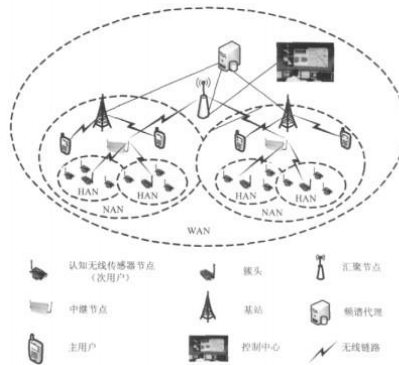 HAN
HAN
NAN
HAN
HAN
NAN
WAN
认知无线传感器节点
（次用户）
簇头
汇聚节点
中继节点
基站
频谱代理
主用户
控制中心
无线链路